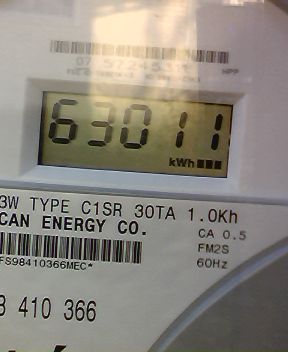 63011
kWh
3W TYPE C1SR 30TA 1.0Kh
CAN ENERGY CO.
CA 0.5
FM2S
60Hz
FS98410366MEC*
8 410 366